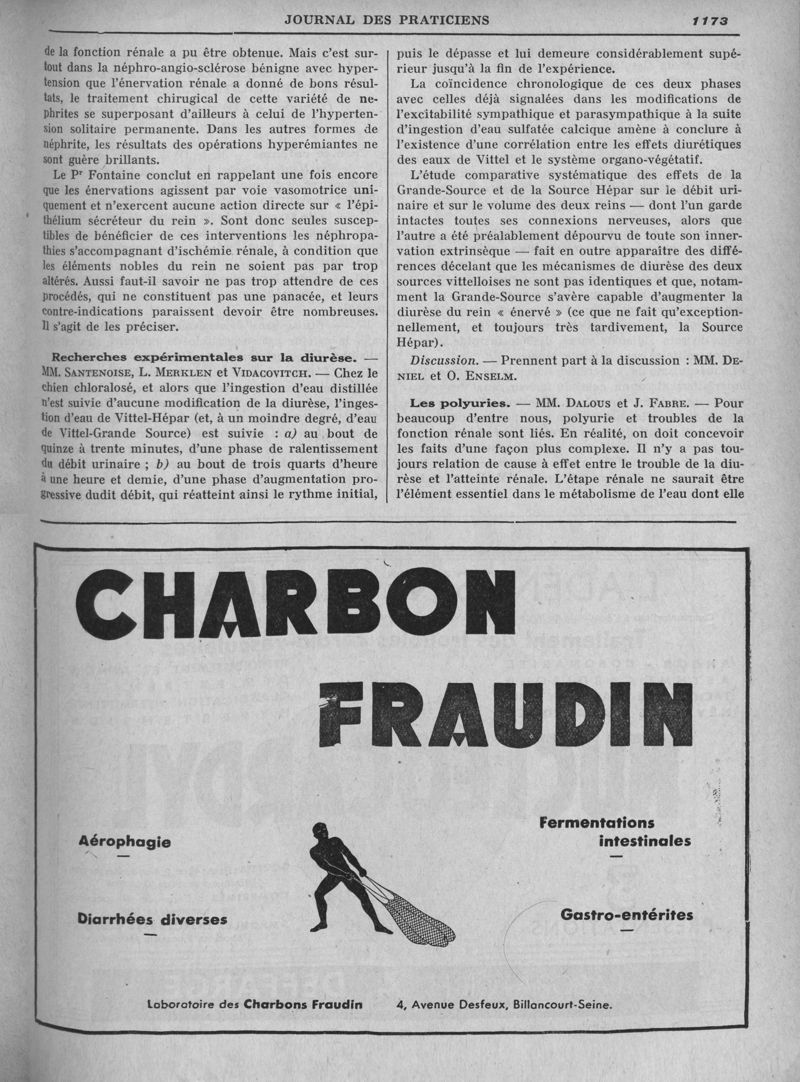 JOURNAL DES PRATICIENS 1173
de la fonction rénale a pu être obtenue. Mais c'est sur-
tout dans la néphro-angio-sclérose bénigne avec hyper-
tension que l'énervation rénale a donné de bons résul-
tats, le traitement chirugical de cette variété de né-
phrites se superposant d'ailleurs à celui de l'hyperten-
sion solitaire permanente. Dans les autres formes de
néphrite, les résultats des opérations hyperémiantes ne
sont guère brillants.
Le Pr Fontaine conclut en rappelant une fois encore
que les énervations agissent par voie vasomotrice uni-
quement et n'exercent aucune action directe sur « l'épi-
thélium sécréteur du rein ». Sont donc seules suscep-
tibles de bénéficier de ces interventions les néphropa-
thies s'accompagnant d'ischémie rénale, à condition que
les éléments nobles du rein ne soient pas par trop
altérés. Aussi faut-il savoir ne pas trop attendre de ces
procédés, qui ne constituent pas une panacée, et leurs
contre-indications paraissent devoir être nombreuses.
Il s'agit de les préciser.
Recherches expérimentales sur la diurèse. —
MM. SANTENOISE, L. MERKLEN et VIDACOVITCH. — Chez le
chien chloralosé, et alors que l'ingestion d'eau distillée
n'est suivie d'aucune modification de la diurèse, l'inges-
tion d'eau de Vittel-Hépar (et, à un moindre degré, d'eau
de Vittel-Grande Source) est suivie : a) au bout de
quinze à trente minutes, d'une phase de ralentissement
du débit urinaire ; b) au bout de trois quarts d'heure
à une heure et demie, d'une phase d'augmentation pro-
gressive dudit débit, qui réatteint ainsi le rythme initial,
puis le dépasse et lui demeure considérablement supé-
rieur jusqu'à la fin de l'expérience.
La coïncidence chronologique de ces deux phases
avec celles déjà signalées dans les modifications de
l'excitabilité sympathique et parasympathique à la suite
d'ingestion d'eau sulfatée calcique amène à conclure à
l'existence d'une corrélation entre les effets diurétiques
des eaux de Vittel et le système organo-végétatif.
L'étude comparative systématique des effets de la
Grande-Source et de la Source Hépar sur le débit uri-
naire et sur le volume des deux reins — dont l'un garde
intactes toutes ses connexions nerveuses, alors que
l'autre a été préalablement dépourvu de toute son inner-
vation extrinsèque — fait en outre apparaître des diffé-
rences décelant que les mécanismes de diurèse des deux
sources vittelloises ne sont pas identiques et que, notam-
ment la Grande-Source s'avère capable d'augmenter la
diurèse du rein « énervé » (ce que ne fait qu'exception-
nellement, et toujours très tardivement, la Source
Hépar).
Discussion. — Prennent part à la discussion : MM. DE-
NIEL et O. ENSELM.
Les polyuries. — MM. DALOUS et J. FABRE. — Pour
beaucoup d'entre nous, polyurie et troubles de la
fonction rénale sont liés. En réalité, on doit concevoir
les faits d'une façon plus complexe. Il n'y a pas tou-
jours relation de cause à effet entre le trouble de la diu-
rèse et l'atteinte rénale. L'étape rénale ne saurait être
l'élément essentiel dans le métabolisme de l'eau dont elle
CHARBON
FRAUDIN
Aérophagie
Diarrhées diverses
Fermentations
intestinales
Gastro-entérites
Laboratoire des Charbons Fraudin 4, Avenue Desfeux, Billancourt-Seine.